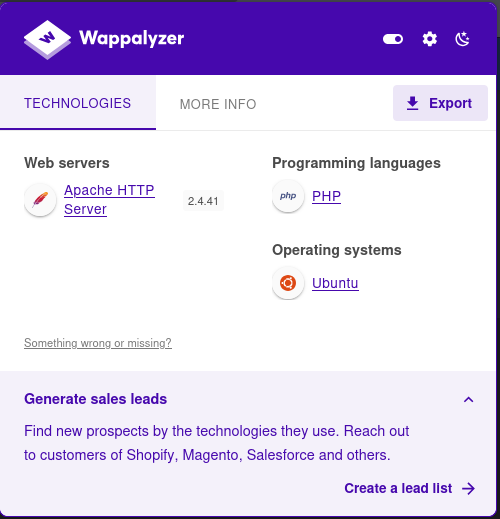 Wappalyzer
TECHNOLOGIES
MORE INFO
Export
Web servers
Apache HTTP
Server
2.4.41
Programming languages
php
PHP
Operating systems
Ubuntu
Something wrong or missing?
Generate sales leads
Find new prospects by the technologies they use. Reach out
to customers of Shopify, Magento, Salesforce and others.
Create a lead list